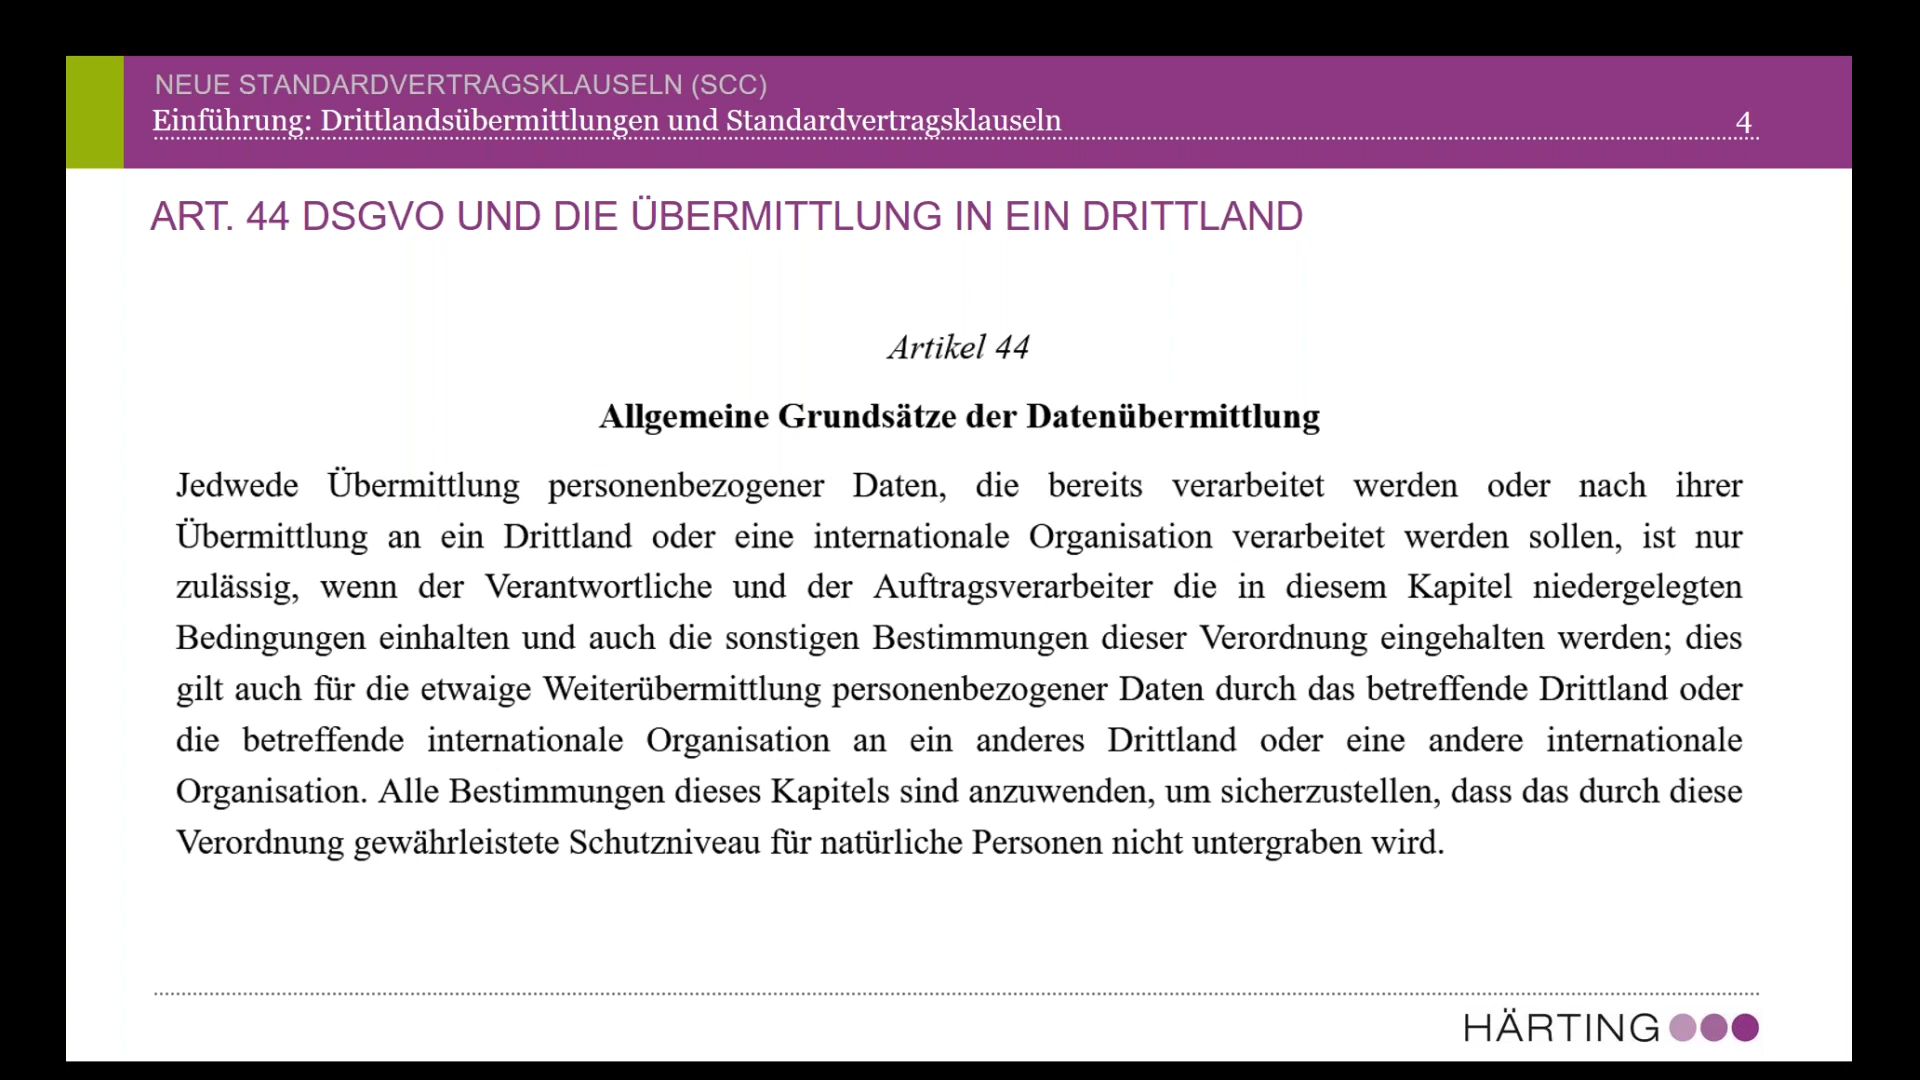 NEUE STANDARDVERTRAGSKLAUSELN (SCC)
Einführung: Drittlandsübermittlungen und Standardvertragsklauseln
4
ART. 44 DSGVO UND DIE ÜBERMITTLUNG IN EIN DRITTLAND
Artikel 44
Allgemeine Grundsätze der Datenübermittlung
Jedwede Übermittlung personenbezogener Daten, die bereits verarbeitet werden oder nach ihrer
Übermittlung an ein Drittland oder eine internationale Organisation verarbeitet werden sollen, ist nur
zulässig, wenn der Verantwortliche und der Auftragsverarbeiter die in diesem Kapitel niedergelegten
Bedingungen einhalten und auch die sonstigen Bestimmungen dieser Verordnung eingehalten werden; dies
gilt auch für die etwaige Weiterübermittlung personenbezogener Daten durch das betreffende Drittland oder
die betreffende internationale Organisation an ein anderes Drittland oder eine andere internationale
Organisation. Alle Bestimmungen dieses Kapitels sind anzuwenden, um sicherzustellen, dass das durch diese
Verordnung gewährleistete Schutzniveau für natürliche Personen nicht untergraben wird.
HÄRTING